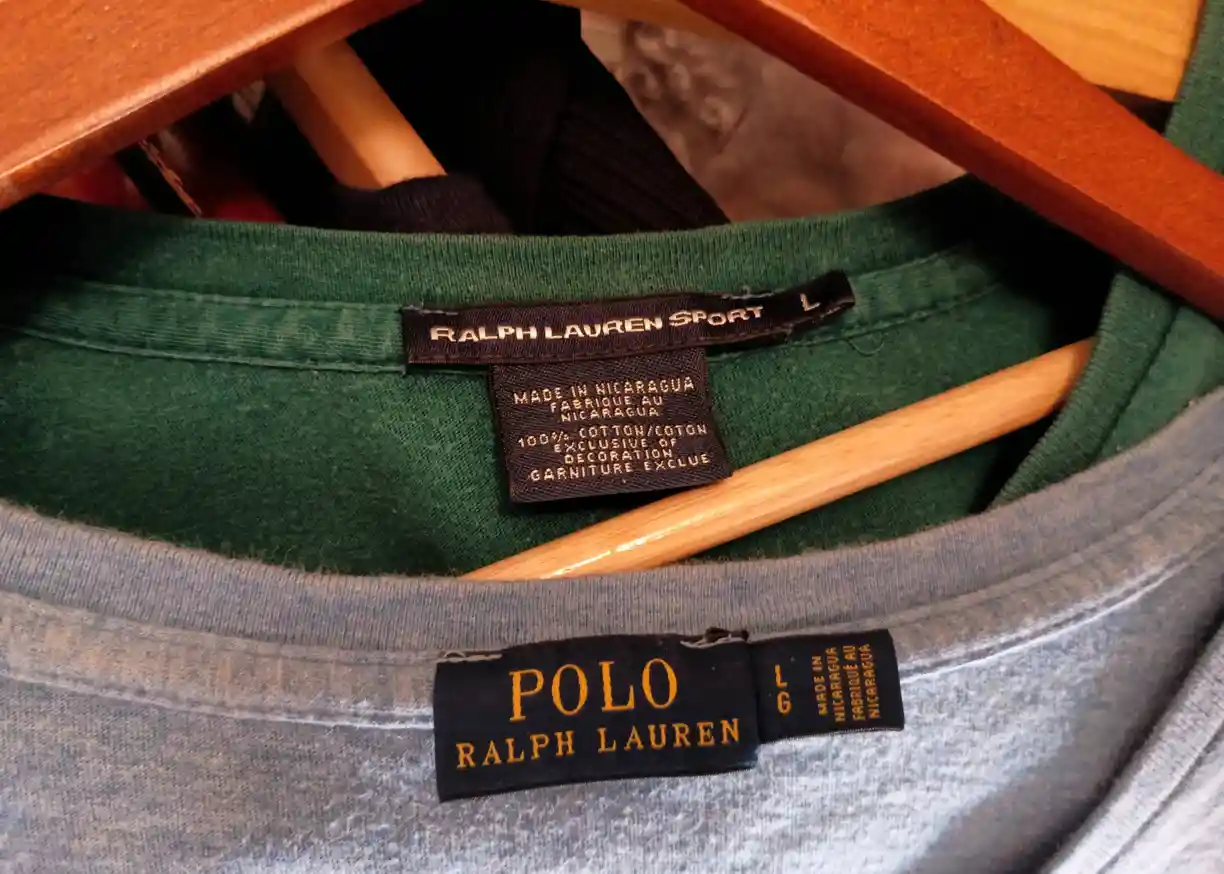 RALPH LAUREN SPORT
L
MADE IN NICARAGUA
FABRIQUE AU
NICARAGUA
100% COTTON/COTON
EXCLUSIVE OF
DECORATION
GARNITURE EXCLUE
POLO
RALPH LAUREN
L
G
MADE IN
NICARAGUA
FABRIQUE AU
NICARAGUA